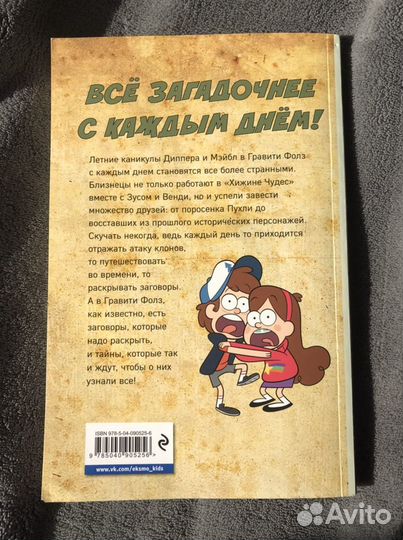 ВСЁ ЗАГАДОЧНЕЕ
С КАЖДЫМ ДНЁМ!
Летние каникулы Диппера и Мэйбл в Гравити Фолз
с каждым днем становятся все более странными.
Близнецы не только работают в «Хижине Чудес»
вместе с Зусом и Венди, но и успели завести
множество друзей: от поросенка Пухли до
восставших из прошлого исторических персонажей.
Скучать некогда, ведь каждый день то приходится
отражать атаку клонов,
то путешествовать
во времени, то
раскрывать заговоры.
А в Гравити Фолз,
как известно, есть
заговоры, которые
надо раскрыть,
и тайны, которые так
и ждут, чтобы о них
узнали все!
ISBN 978-5-04-090525-6
9 785040 905256 >
www.vk.com/eksmo_kids
Avito